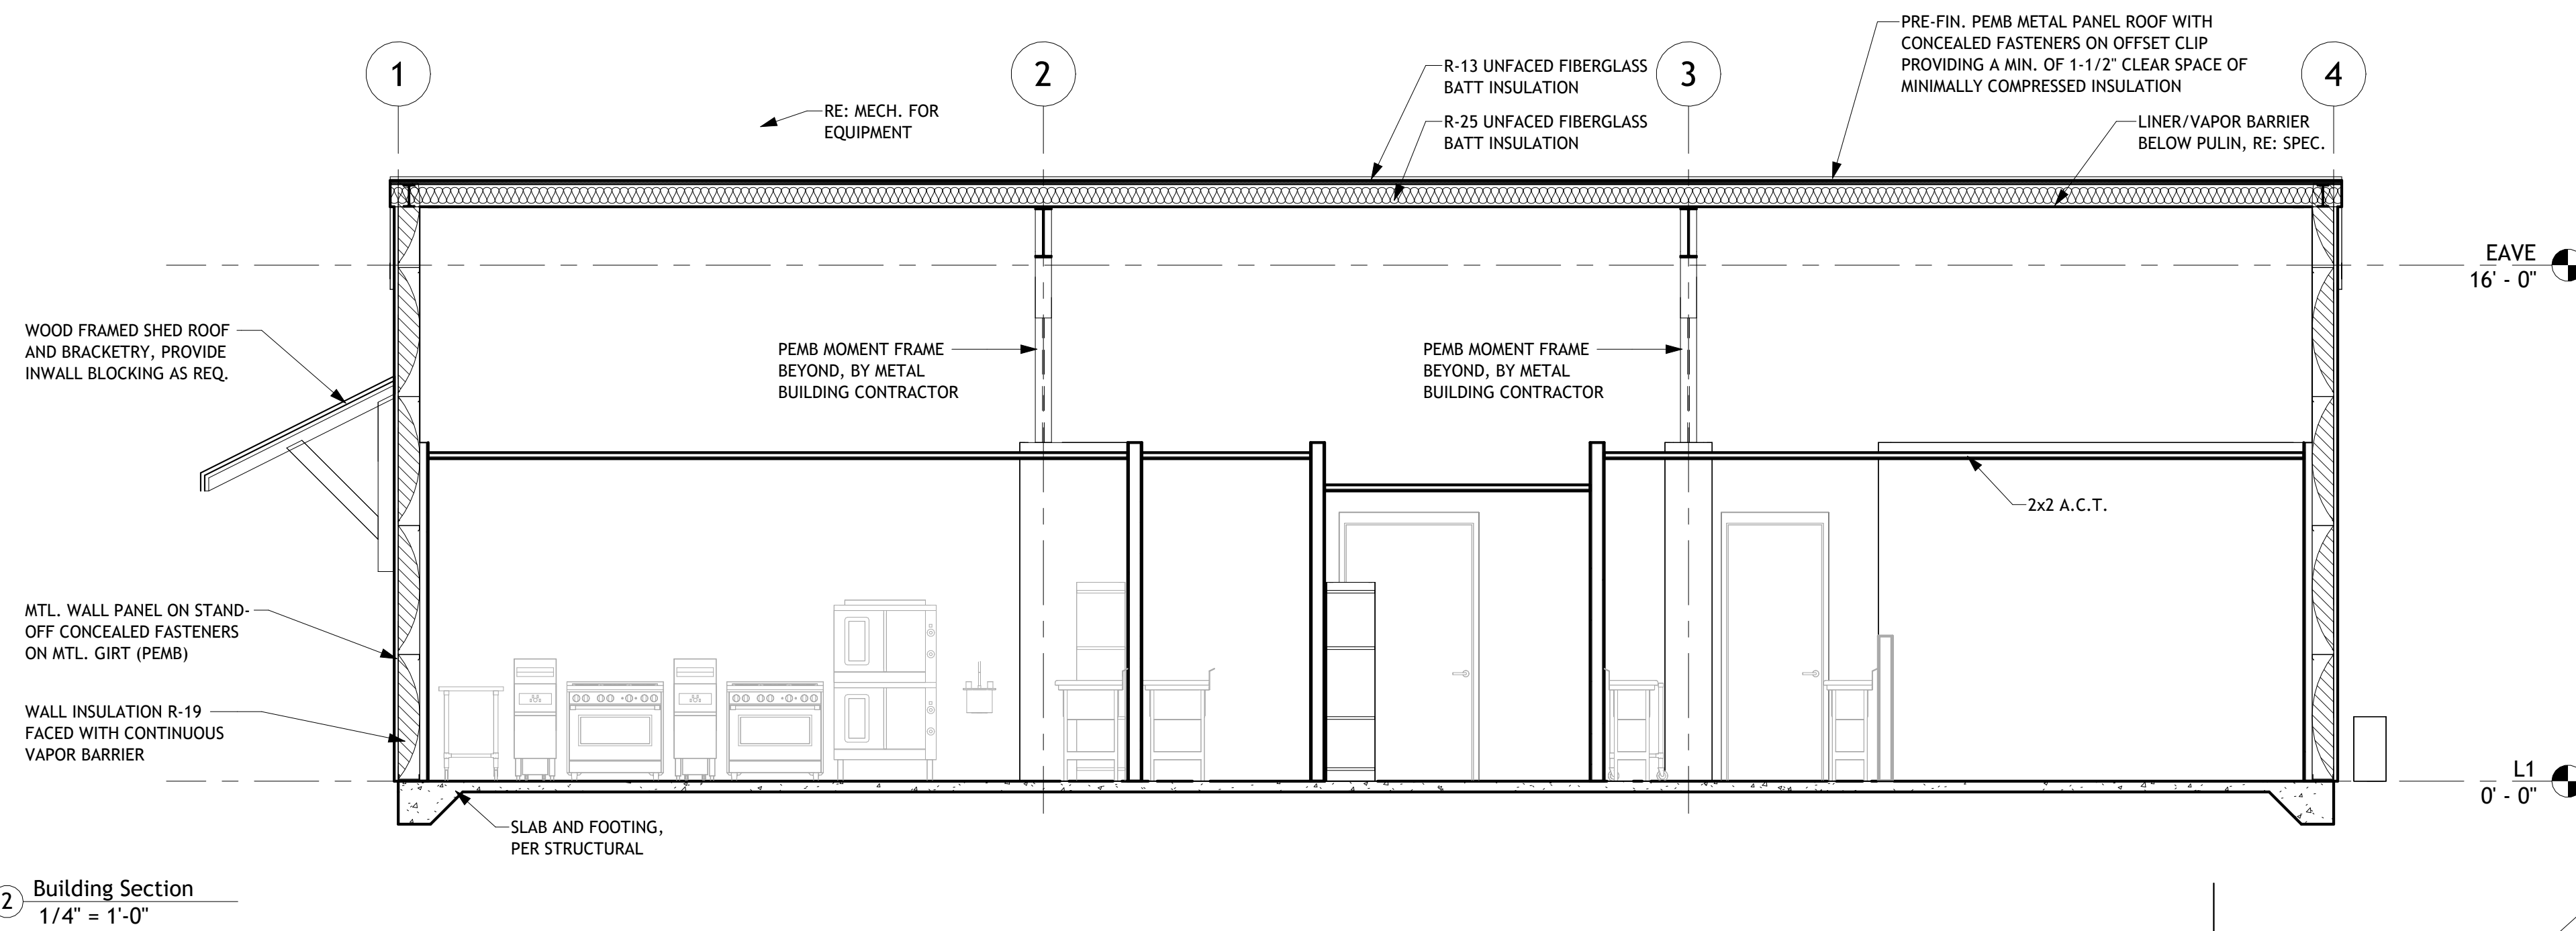 1
2
3
4
PRE-FIN. PEMB METAL PANEL ROOF WITH
CONCEALED FASTENERS ON OFFSET CLIP
PROVIDING A MIN. OF 1-1/2" CLEAR SPACE OF
MINIMALLY COMPRESSED INSULATION
R-13 UNFACED FIBERGLASS
BATT INSULATION
RE: MECH. FOR
EQUIPMENT
R-25 UNFACED FIBERGLASS
BATT INSULATION
LINER/VAPOR BARRIER
BELOW PULIN, RE: SPEC.
EAVE
16' - 0"
WOOD FRAMED SHED ROOF
AND BRACKETRY, PROVIDE
INWALL BLOCKING AS REQ.
PEMB MOMENT FRAME
BEYOND, BY METAL
BUILDING CONTRACTOR
PEMB MOMENT FRAME
BEYOND, BY METAL
BUILDING CONTRACTOR
2x2 A.C.T.
MTL. WALL PANEL ON STAND-
OFF CONCEALED FASTENERS
ON MTL. GIRT (PEMB)
WALL INSULATION R-19
FACED WITH CONTINUOUS
VAPOR BARRIER
L1
0' - 0"
SLAB AND FOOTING,
PER STRUCTURAL
2
Building Section
1/4" = 1'-0"